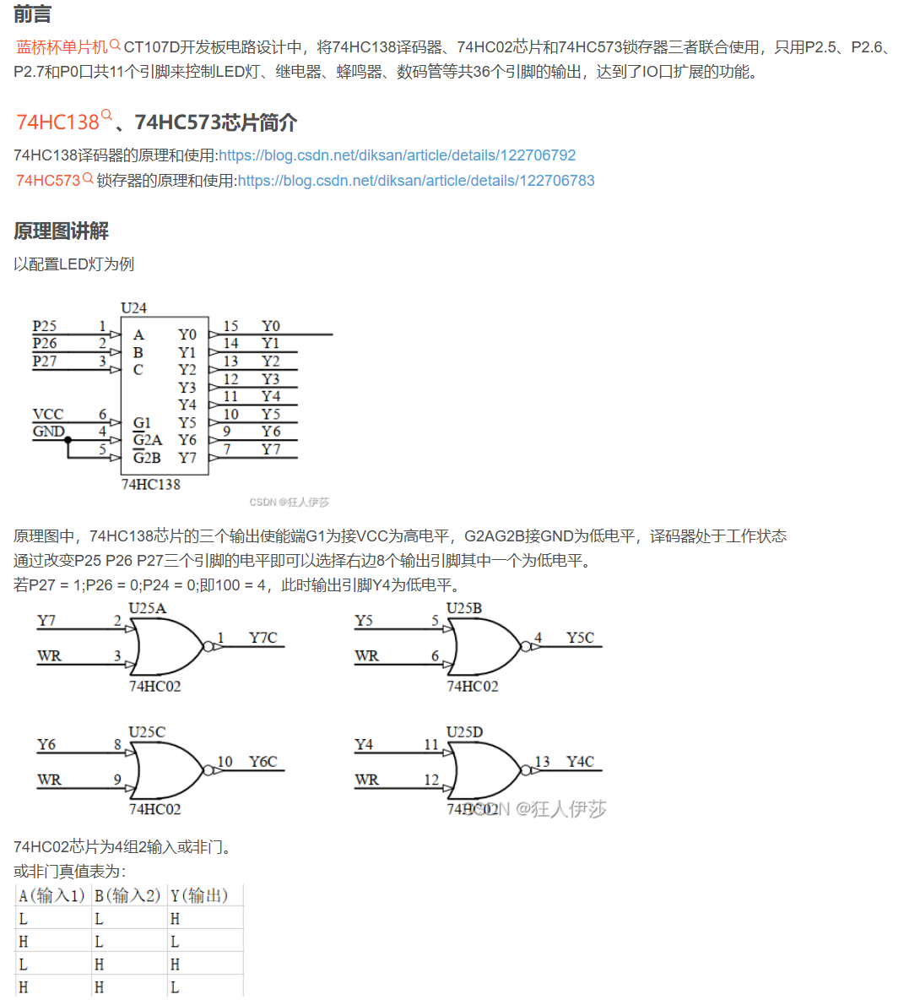 前言
蓝桥杯单片机CT107D开发板电路设计中，将74HC138译码器、74HC02芯片和74HC573锁存器三者联合使用，只用P2.5、P2.6、
P2.7和P0口共11个引脚来控制LED灯、继电器、蜂鸣器、数码管等共36个引脚的输出，达到了IO口扩展的功能。
74HC138、74HC573芯片简介
74HC138译码器的原理和使用:https://blog.csdn.net/diksan/article/details/122706792
74HC573锁存器的原理和使用:https://blog.csdn.net/diksan/article/details/122706783
原理图讲解
以配置LED灯为例
U24
P25 1 A Y0 15 Y0
P26 2 B Y1 14 Y1
P27 3 C Y2 13 Y2
Y3 12 Y3
Y4 11 Y4
VCC 6 G1 Y5 10 Y5
GND 4 G2A Y6 9 Y6
5 G2B Y7 7 Y7
74HC138
CSDN @狂人伊莎
原理图中，74HC138芯片的三个输出使能端G1为接VCC为高电平，G2AG2B接GND为低电平，译码器处于工作状态
通过改变P25 P26 P27三个引脚的电平即可以选择右边8个输出引脚其中一个为低电平。
若P27 = 1;P26 = 0;P24 = 0;即100 = 4，此时输出引脚Y4为低电平。
U25A U25B
Y7 2 1 Y7C Y5 5 4 Y5C
WR 3 WR 6
74HC02 74HC02
U25C U25D
Y6 8 10 Y6C Y4 11 13 Y4C
WR 9 WR 12
74HC02 74HC02
CSDN @狂人伊莎
74HC02芯片为4组2输入或非门。
或非门真值表为：
A(输入1) B(输入2) Y(输出)
L L H
H L L
L H H
H H L